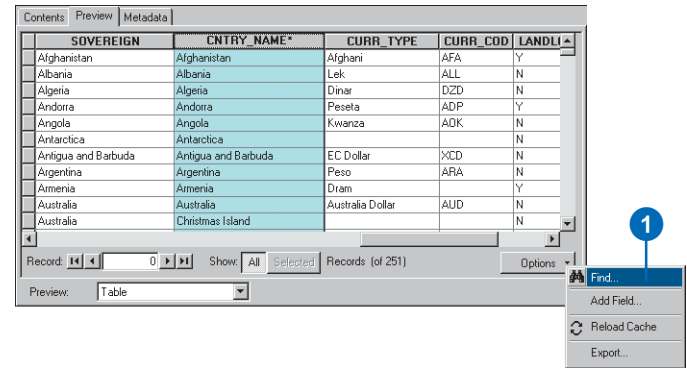 Contents Preview Metadata
SOVEREIGN CNTRY_NAME* CURR_TYPE CURR_COD LANDL
Afghanistan Afghanistan Afghani AFA Y
Albania Albania Lek ALL N
Algeria Algeria Dinar DZD N
Andorra Andorra Peseta ADP Y
Angola Angola Kwanza AOK N
Antarctica Antarctica N
Antigua and Barbuda Antigua and Barbuda EC Dollar XCD N
Argentina Argentina Peso ARA N
Armenia Armenia Dram Y
Australia Australia Australia Dollar AUD N
Australia Christmas Island N
1
Record: 0 Show: All Selected Records (of 251) Options
Find...
Preview: Table
Add Field...
Reload Cache
Export...